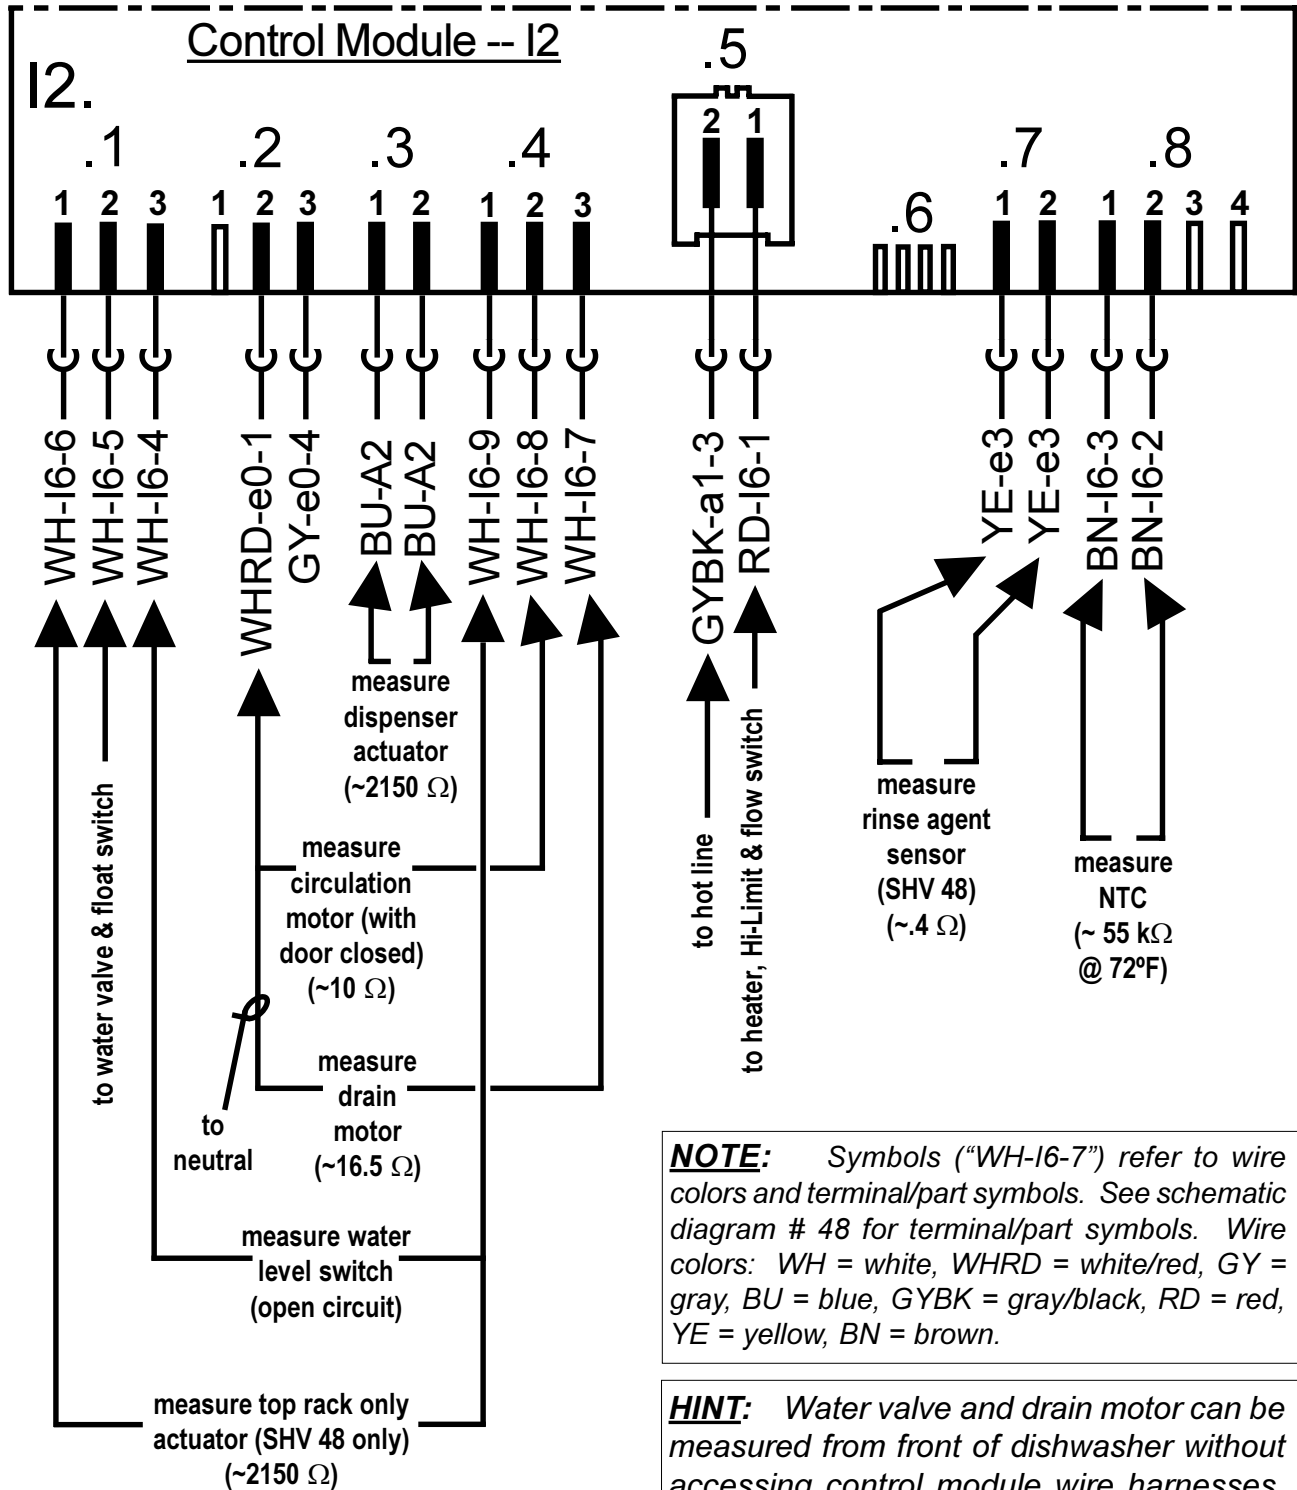 Control Module -- I2
I2.
.1 .2 .3 .4 .5 .6 .7 .8
1 2 3 1 2 3 1 2 1 2 3 2 1 1 2 1 2 3 4
WH-I6-6
WH-I6-5
WH-I6-4
WHRD-e0-1
GY-e0-4
BU-A2
BU-A2
WH-I6-9
WH-I6-8
WH-I6-7
GYBK-a1-3
RD-I6-1
YE-e3
YE-e3
BN-I6-3
BN-I6-2
to water valve & float switch
measure
dispenser
actuator
(~2150 Ω)
measure
circulation
motor (with
door closed)
(~10 Ω)
to
neutral
measure
drain
motor
(~16.5 Ω)
measure water
level switch
(open circuit)
measure top rack only
actuator (SHV 48 only)
(~2150 Ω)
to hot line
to heater, Hi-Limit & flow switch
measure
rinse agent
sensor
(SHV 48)
(~.4 Ω)
measure
NTC
(~ 55 kΩ
@ 72ºF)
NOTE: Symbols (“WH-I6-7”) refer to wire
colors and terminal/part symbols. See schematic
diagram # 48 for terminal/part symbols. Wire
colors: WH = white, WHRD = white/red, GY =
gray, BU = blue, GYBK = gray/black, RD = red,
YE = yellow, BN = brown.
HINT: Water valve and drain motor can be
measured from front of dishwasher without
accessing control module wire harnesses.